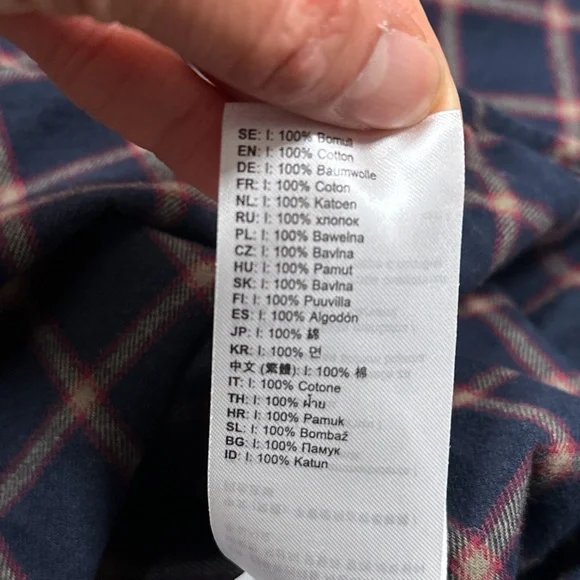 SE: I: 100% Bomull
EN: I: 100% Cotton
DE: I: 100% Baumwolle
FR: I: 100% Coton
NL: I: 100% Katoen
RU: I: 100% хлопок
PL: I: 100% Bawełna
CZ: I: 100% Bavlna
HU: I: 100% Pamut
SK: I: 100% Bavlna
FI: I: 100% Puuvilla
ES: I: 100% Algodón
JP: I: 100% 綿
KR: I: 100% 면
中文 (繁體): I: 100% 棉
IT: I: 100% Cotone
TH: I: 100% ฝ้าย
HR: I: 100% Pamuk
SL: I: 100% Bombaž
BG: I: 100% Памук
ID: I: 100% Katun